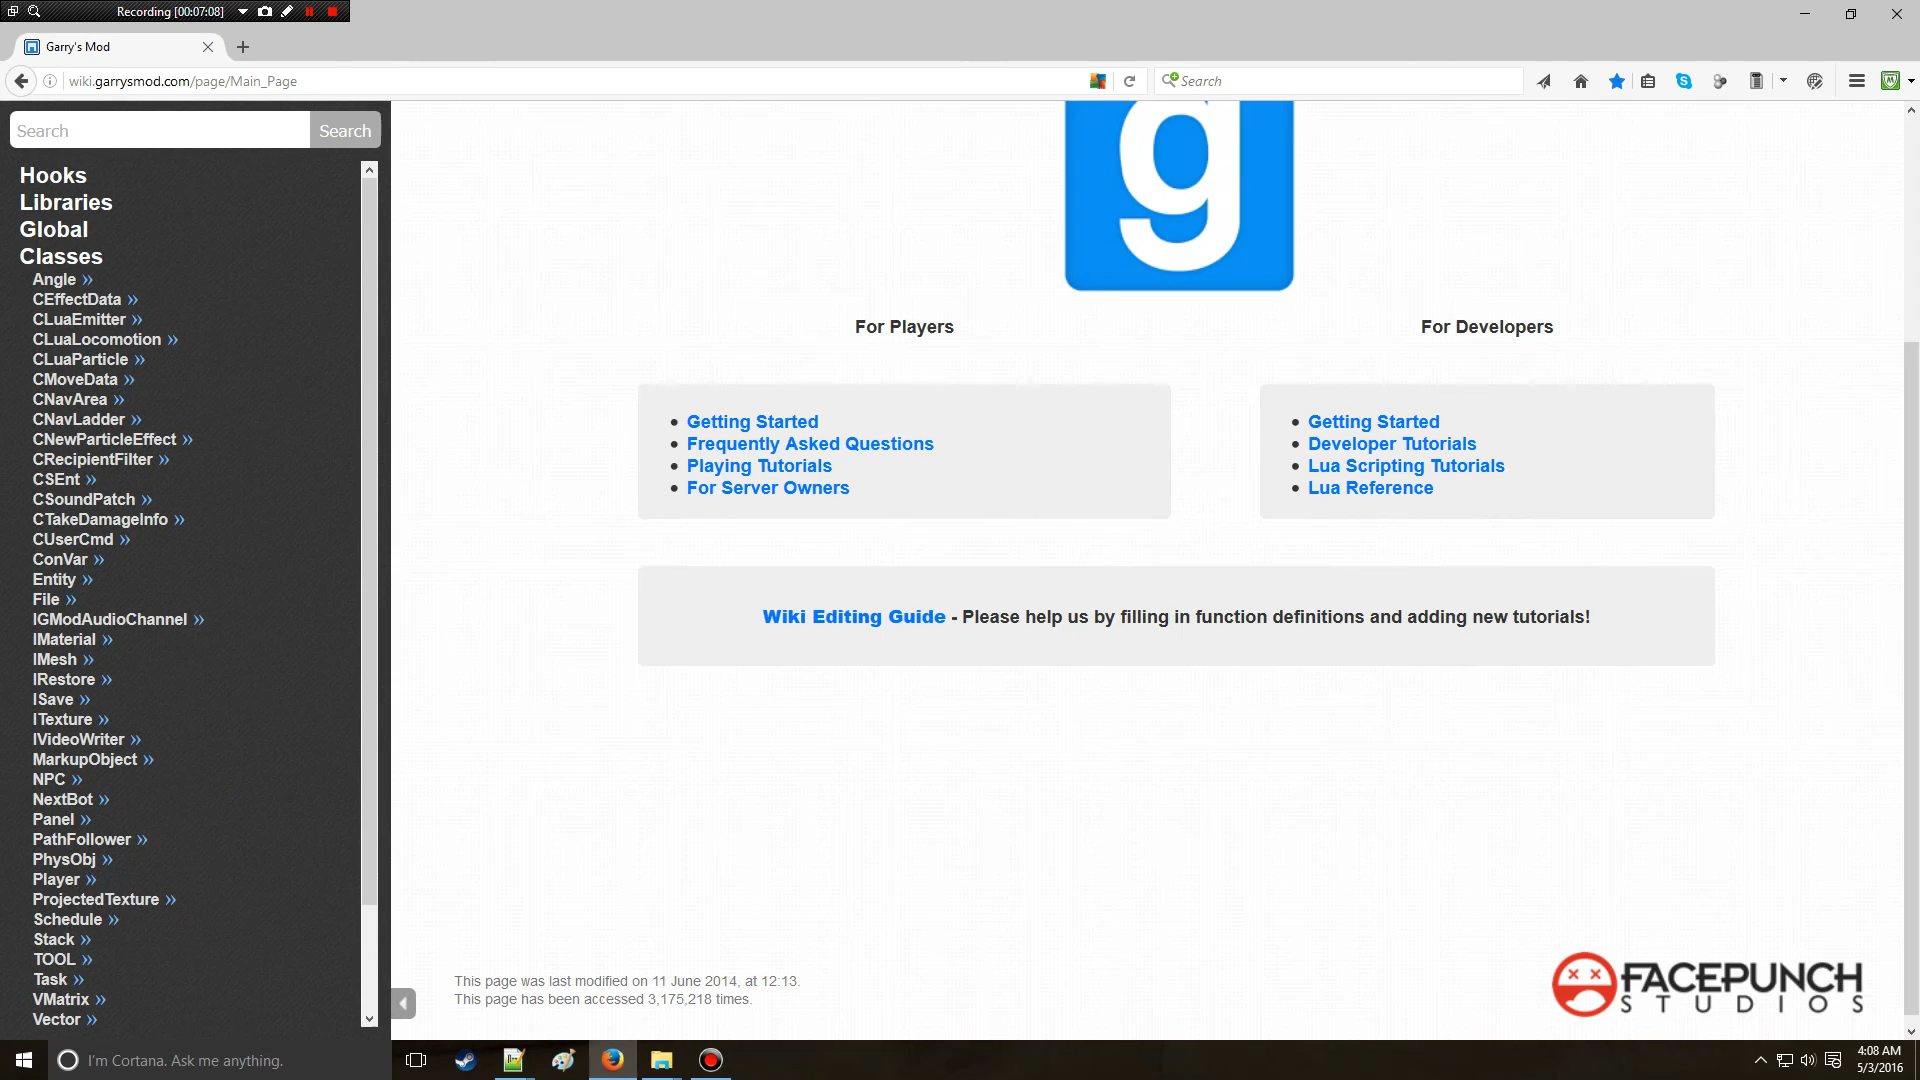 Recording [00:07:08]
Garry's Mod
wiki.garrysmod.com/page/Main_Page
Search
Search
Search
Hooks
Libraries
Global
Classes
Angle »
CEffectData »
CLuaEmitter »
CLuaLocomotion »
CLuaParticle »
CMoveData »
CNavArea »
CNavLadder »
CNewParticleEffect »
CRecipientFilter »
CSEnt »
CSoundPatch »
CTakeDamageInfo »
CUserCmd »
ConVar »
Entity »
File »
IGModAudioChannel »
IMaterial »
IMesh »
IRestore »
ISave »
ITexture »
IVideoWriter »
MarkupObject »
NPC »
NextBot »
Panel »
PathFollower »
PhysObj »
Player »
ProjectedTexture »
Schedule »
Stack »
TOOL »
Task »
VMatrix »
Vector »
g
For Players
Getting Started
Frequently Asked Questions
Playing Tutorials
For Server Owners
For Developers
Getting Started
Developer Tutorials
Lua Scripting Tutorials
Lua Reference
Wiki Editing Guide - Please help us by filling in function definitions and adding new tutorials!
This page was last modified on 11 June 2014, at 12:13.
This page has been accessed 3,175,218 times.
FACEPUNCH
STUDIOS
I'm Cortana. Ask me anything.
4:08 AM
5/3/2016